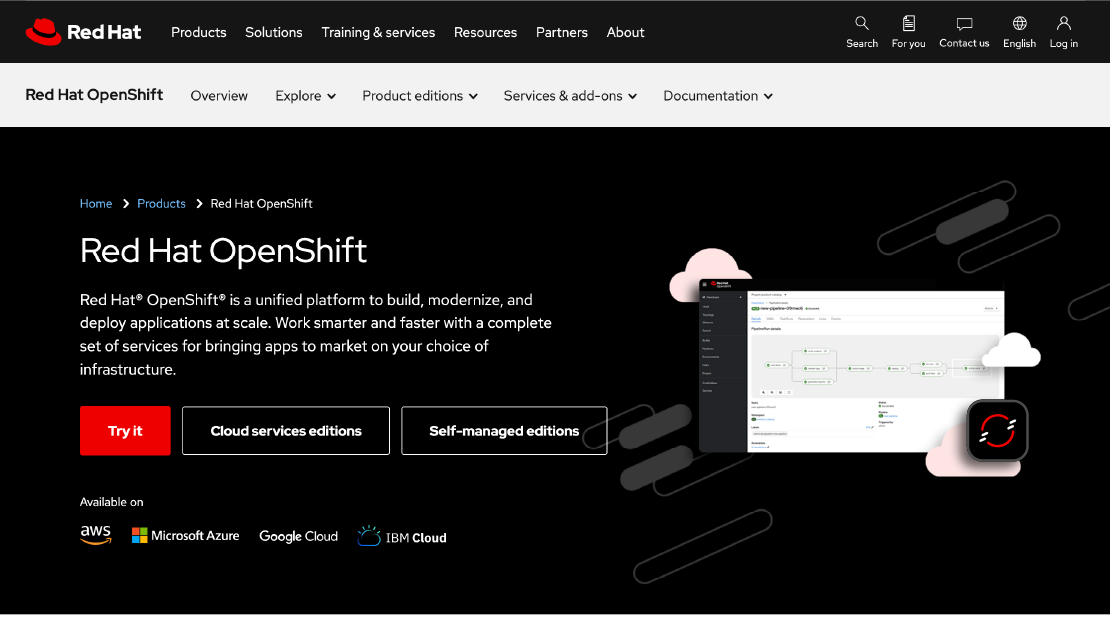 Red Hat
Products Solutions Training & services Resources Partners About
Search For you Contact us English Log in
Red Hat OpenShift Overview Explore Product editions Services & add-ons Documentation
Home Products Red Hat OpenShift
Red Hat OpenShift
Red Hat® OpenShift® is a unified platform to build, modernize, and
deploy applications at scale. Work smarter and faster with a complete
set of services for bringing apps to market on your choice of
infrastructure.
Try it Cloud services editions Self-managed editions
Available on
aws Microsoft Azure Google Cloud IBM Cloud